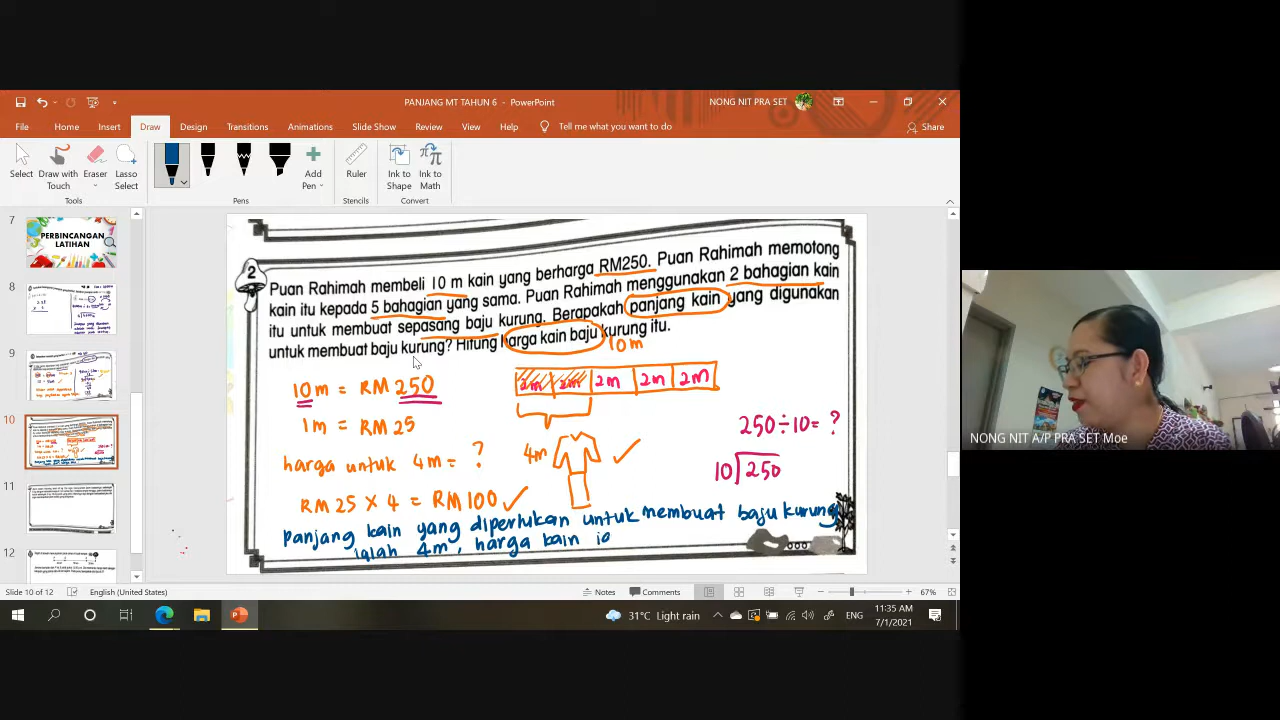 PANJANG MT TAHUN 6 - PowerPoint
NONG NIT PRA SET
File Home Insert Draw Design Transitions Animations Slide Show Review View Help Tell me what you want to do Share
Select
Draw with Touch
Eraser
Lasso Select
Add Pen
Ruler
Ink to Shape
Ink to Math
Tools
Pens
Stencils
Convert
7
PERBINCANGAN
LATIHAN
8
9
10
11
12
2
Puan Rahimah membeli 10 m kain yang berharga RM250. Puan Rahimah memotong
kain itu kepada 5 bahagian yang sama. Puan Rahimah menggunakan 2 bahagian kain
itu untuk membuat sepasang baju kurung. Berapakah panjang kain yang digunakan
untuk membuat baju kurung? Hitung harga kain baju kurung itu.
10m
10m = RM 250
2m 2m 2m 2m 2m
1m = RM 25
250 ÷ 10 = ?
harga untuk 4m = ?
4m
10 250
RM 25 × 4 = RM 100
panjang kain yang diperlukan untuk membuat baju kurung
ialah 4m, harga kain ia
NONG NIT A/P PRA SET Moe
Slide 10 of 12
English (United States)
Notes
Comments
67%
31°C Light rain
ENG
11:35 AM
7/1/2021